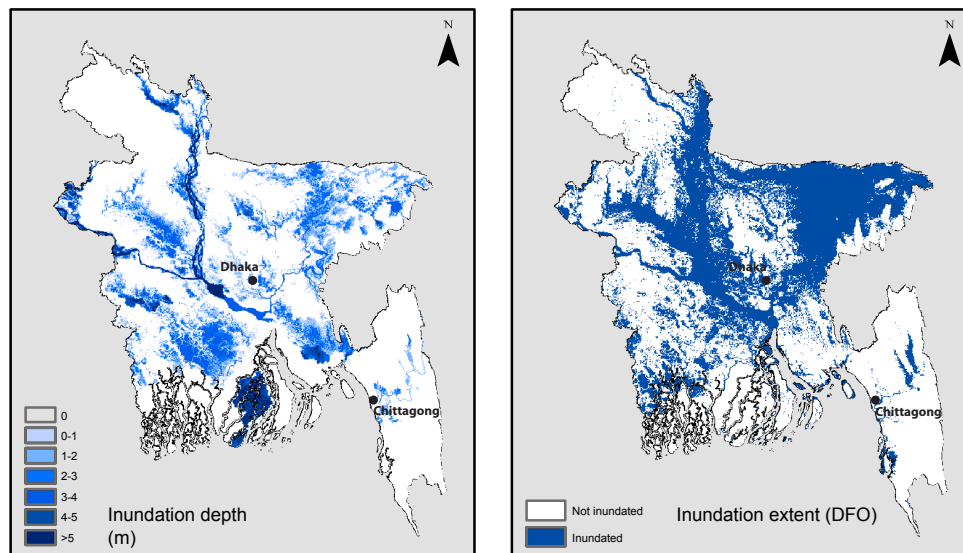 N
Dhaka
Chittagong
0
0-1
1-2
2-3
3-4
4-5
>5
Inundation depth
(m)
N
Dhaka
Chittagong
Not inundated
Inundated
Inundation extent (DFO)